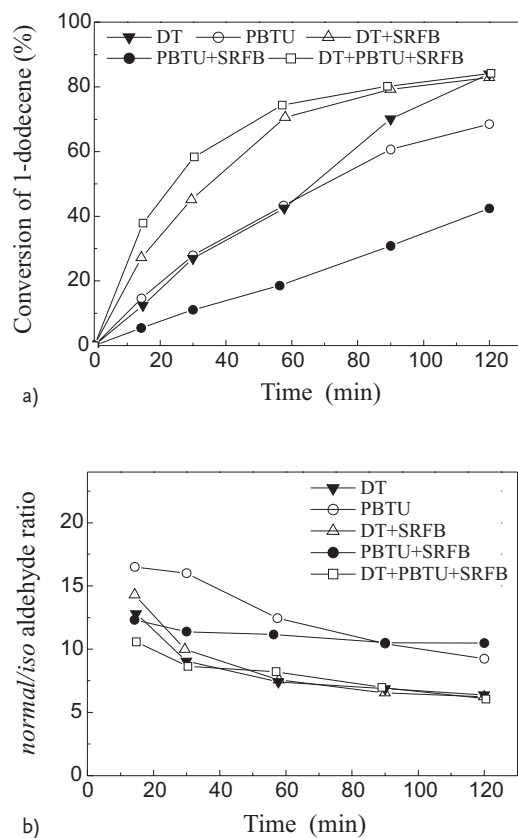 DT PBTU DT+SRFB
PBTU+SRFB DT+PBTU+SRFB
Conversion of 1-dodecene (%)
100
80
60
40
20
0
0 20 40 60 80 100 120
Time (min)
a)
DT
PBTU
DT+SRFB
PBTU+SRFB
DT+PBTU+SRFB
normal/iso aldehyde ratio
20
15
10
5
0
0 20 40 60 80 100 120
Time (min)
b)